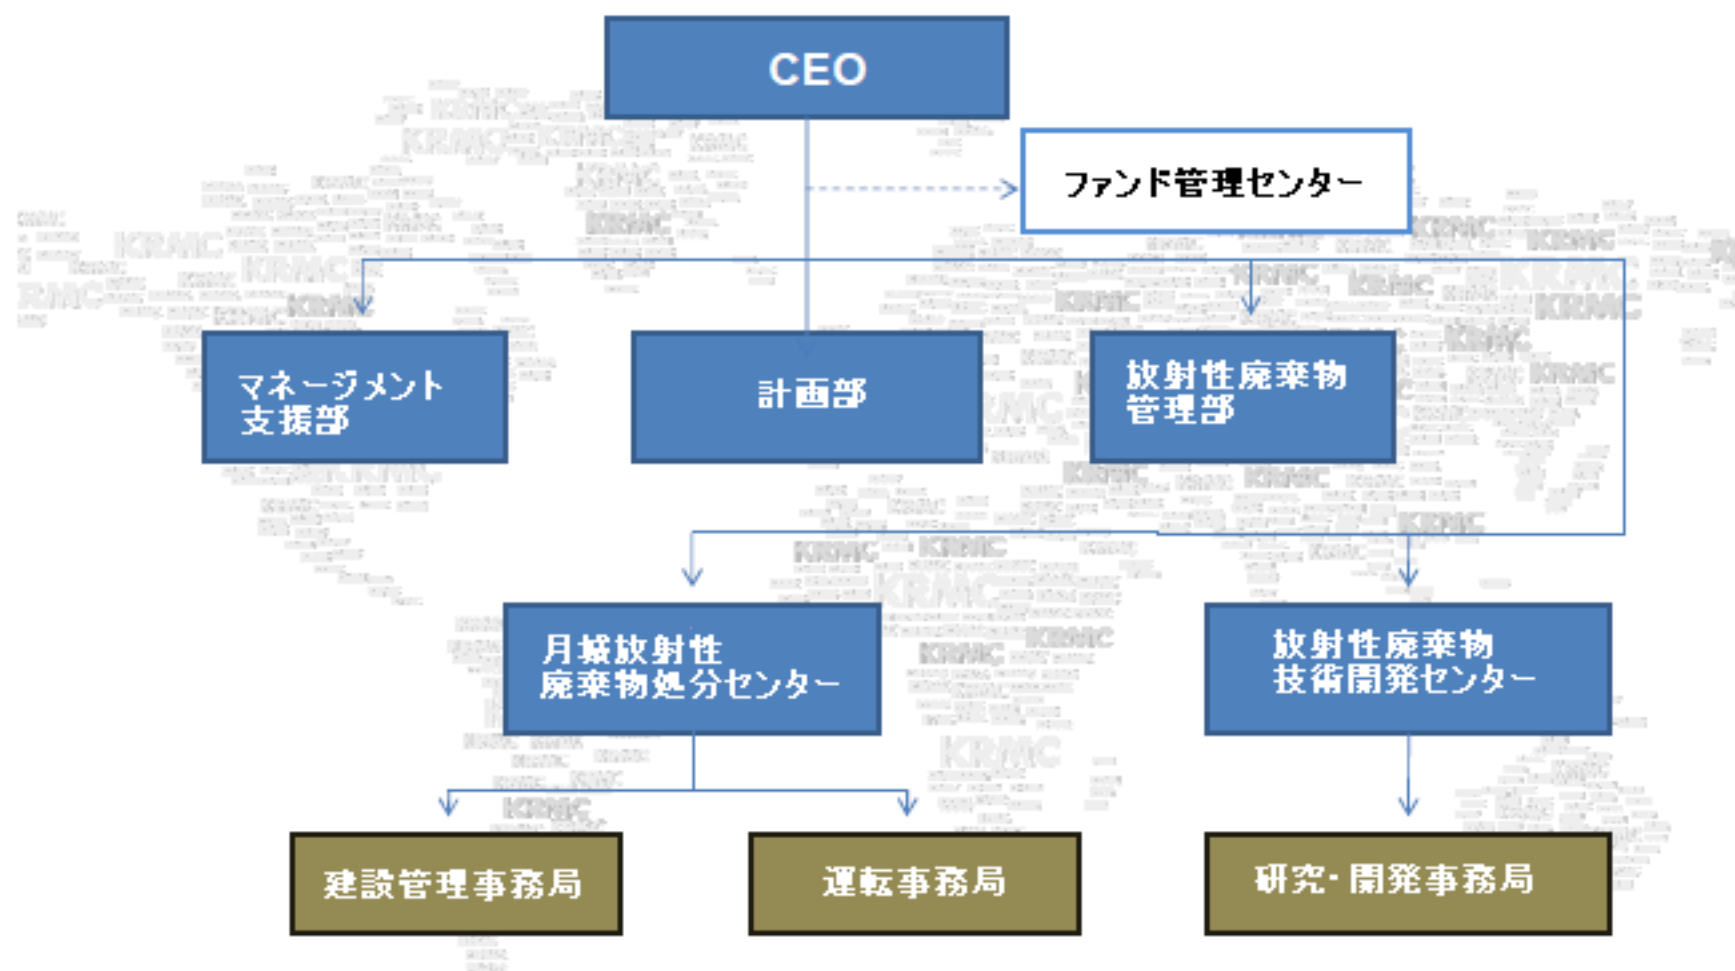 CEO
ファンド管理センター
マネージメント
支援部
計画部
放射性廃棄物
管理部
月城放射性
廃棄物処分センター
放射性廃棄物
技術開発センター
建設管理事務局
運転事務局
研究・開発事務局
KRMC